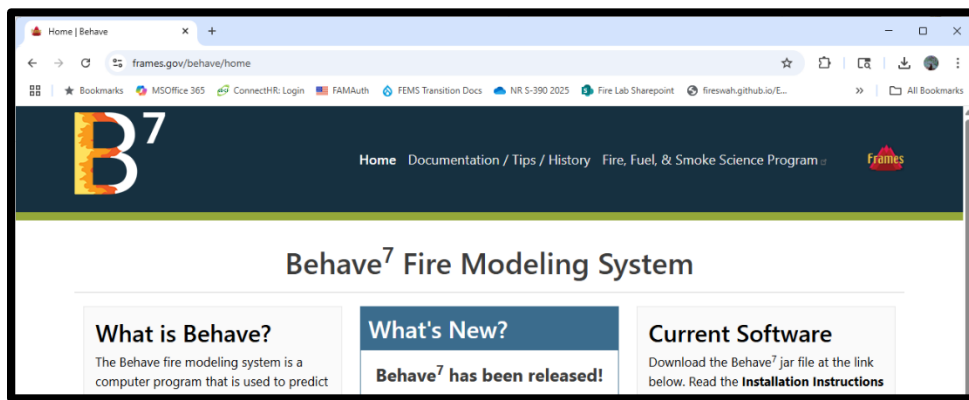 Home | Behave
frames.gov/behave/home
Bookmarks MSOffice 365 ConnectHR: Login FAMAuth FEMS Transition Docs NR S-390 2025 Fire Lab Sharepoint fireswah.github.io/E... » All Bookmarks
B7
Home Documentation / Tips / History Fire, Fuel, & Smoke Science Program
Frames
Behave7 Fire Modeling System
What is Behave?
The Behave fire modeling system is a
computer program that is used to predict
What's New?
Behave7 has been released!
Current Software
Download the Behave7 jar file at the link
below. Read the Installation Instructions